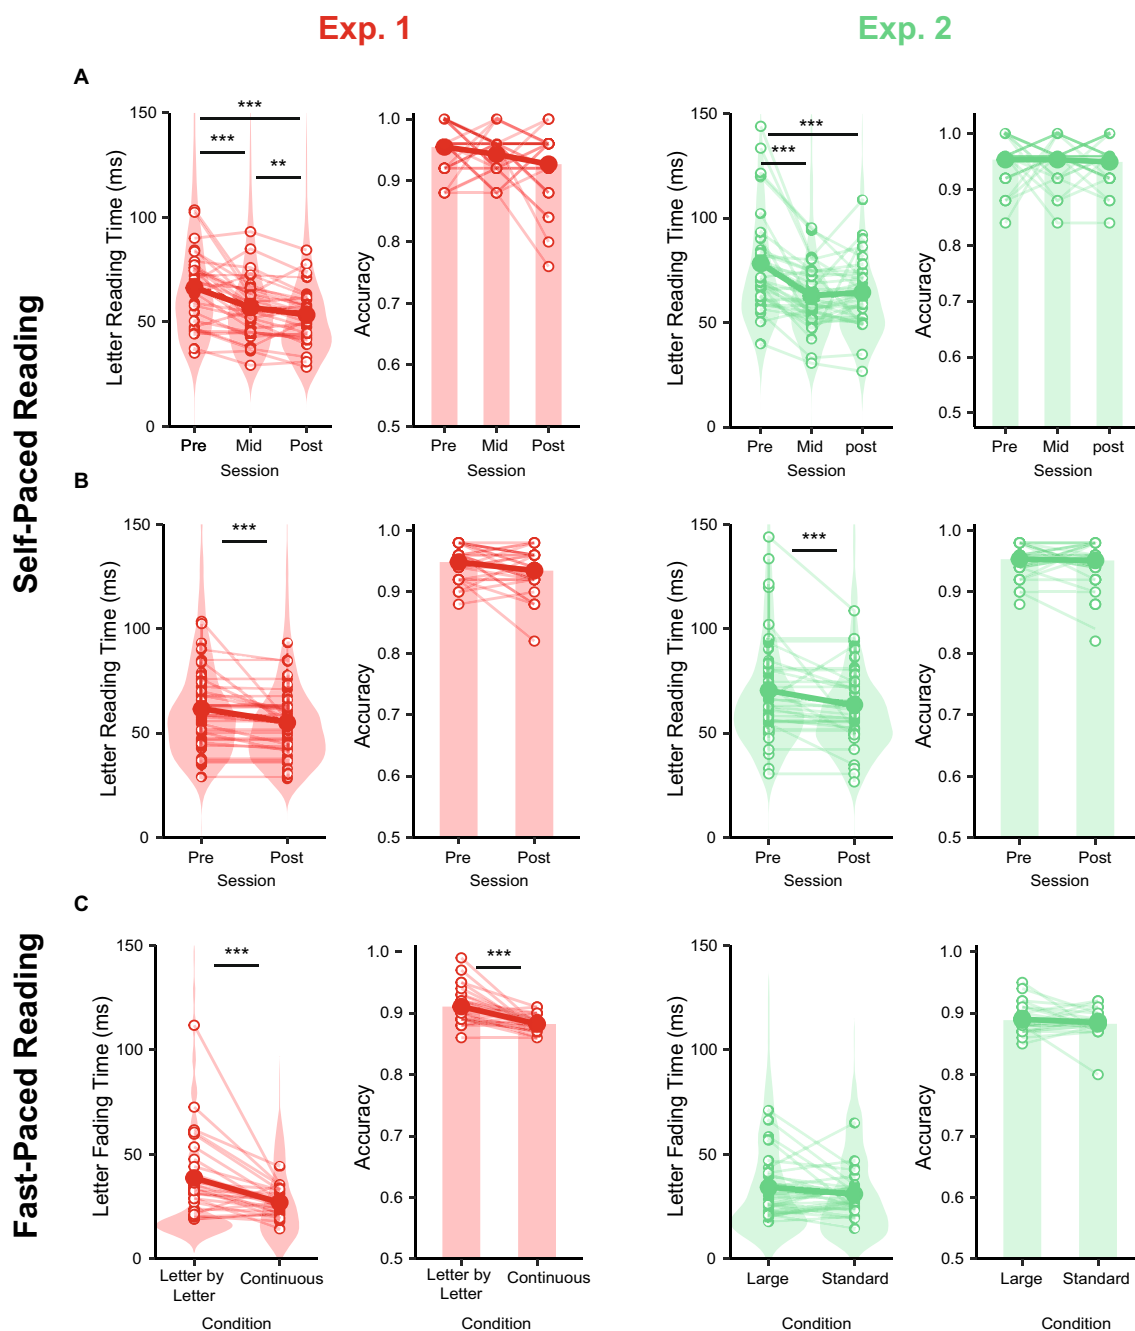 Exp. 1
Exp. 2
Self-Paced Reading
A
Letter Reading Time (ms)
150
100
50
0
***
***
**
Pre
Mid
Post
Session
Accuracy
1.0
0.9
0.8
0.7
0.6
0.5
Pre
Mid
Post
Session
Letter Reading Time (ms)
150
100
50
0
***
***
Pre
Mid
post
Session
Accuracy
1.0
0.9
0.8
0.7
0.6
0.5
Pre
Mid
post
Session
B
Letter Reading Time (ms)
150
100
50
0
***
Pre
Post
Session
Accuracy
1.0
0.9
0.8
0.7
0.6
0.5
Pre
Post
Session
Letter Reading Time (ms)
150
100
50
0
***
Pre
Post
Session
Accuracy
1.0
0.9
0.8
0.7
0.6
0.5
Pre
Post
Session
Fast-Paced Reading
C
Letter Fading Time (ms)
150
100
50
0
***
Letter by
Letter
Continuous
Condition
Accuracy
1.0
0.9
0.8
0.7
0.6
0.5
***
Letter by
Letter
Continuous
Condition
Letter Fading Time (ms)
150
100
50
0
Large
Standard
Condition
Accuracy
1.0
0.9
0.8
0.7
0.6
0.5
Large
Standard
Condition